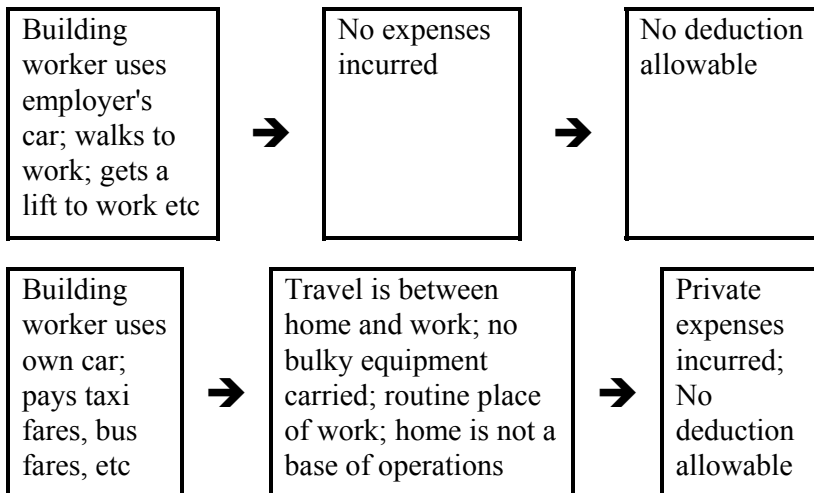 Building
worker uses
employer's
car; walks to
work; gets a
lift to work etc
No expenses
incurred
No deduction
allowable
Building
worker uses
own car;
pays taxi
fares, bus
fares, etc
Travel is between
home and work; no
bulky equipment
carried; routine place
of work; home is not a
base of operations
Private
expenses
incurred;
No
deduction
allowable